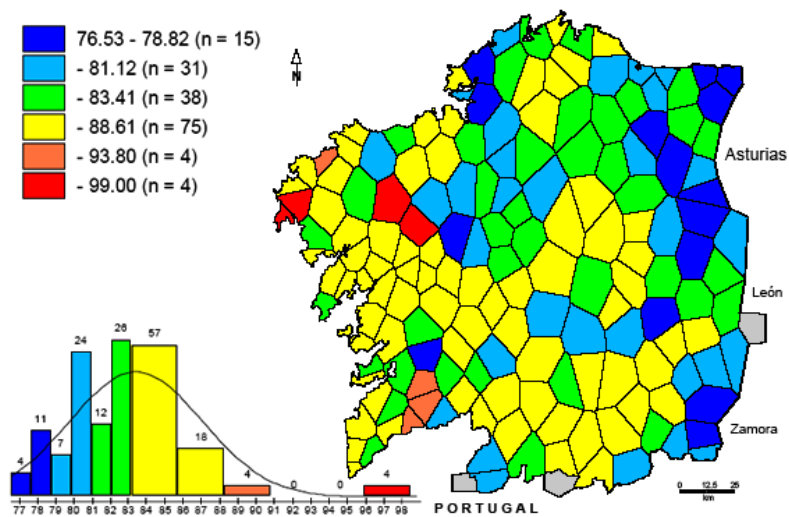 76.53 - 78.82 (n = 15)
- 81.12 (n = 31)
- 83.41 (n = 38)
- 88.61 (n = 75)
- 93.80 (n = 4)
- 99.00 (n = 4)
N
Asturias
León
Zamora
0 12.5 25
km
PORTUGAL
4 11 7 24 12 26 57 18 4 0 0 4
77 78 79 80 81 82 83 84 85 86 87 88 89 90 91 92 93 94 95 96 97 98